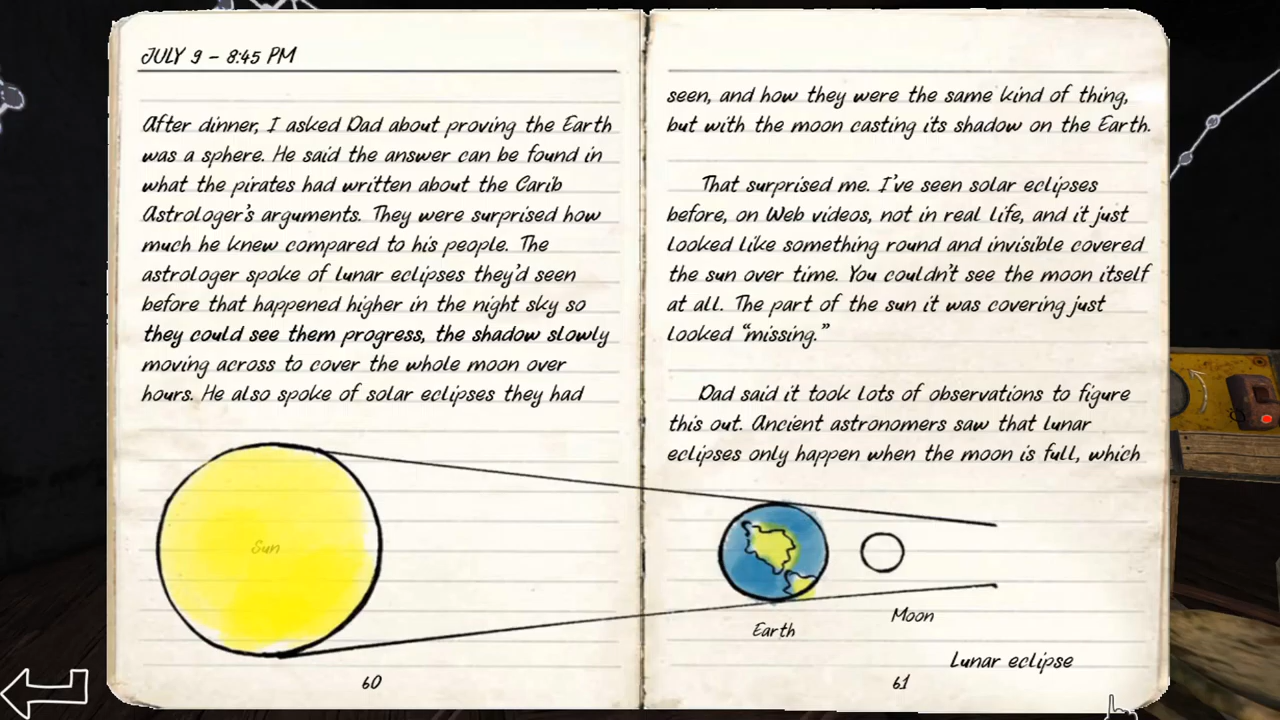 JULY 9 – 8:45 PM
After dinner, I asked Dad about proving the Earth
was a sphere. He said the answer can be found in
what the pirates had written about the Carib
Astrologer's arguments. They were surprised how
much he knew compared to his people. The
astrologer spoke of lunar eclipses they'd seen
before that happened higher in the night sky so
they could see them progress, the shadow slowly
moving across to cover the whole moon over
hours. He also spoke of solar eclipses they had
Sun
60
seen, and how they were the same kind of thing,
but with the moon casting its shadow on the Earth.
That surprised me. I've seen solar eclipses
before, on Web videos, not in real life, and it just
looked like something round and invisible covered
the sun over time. You couldn't see the moon itself
at all. The part of the sun it was covering just
looked "missing."
Dad said it took lots of observations to figure
this out. Ancient astronomers saw that lunar
eclipses only happen when the moon is full, which
Earth
Moon
Lunar eclipse
61